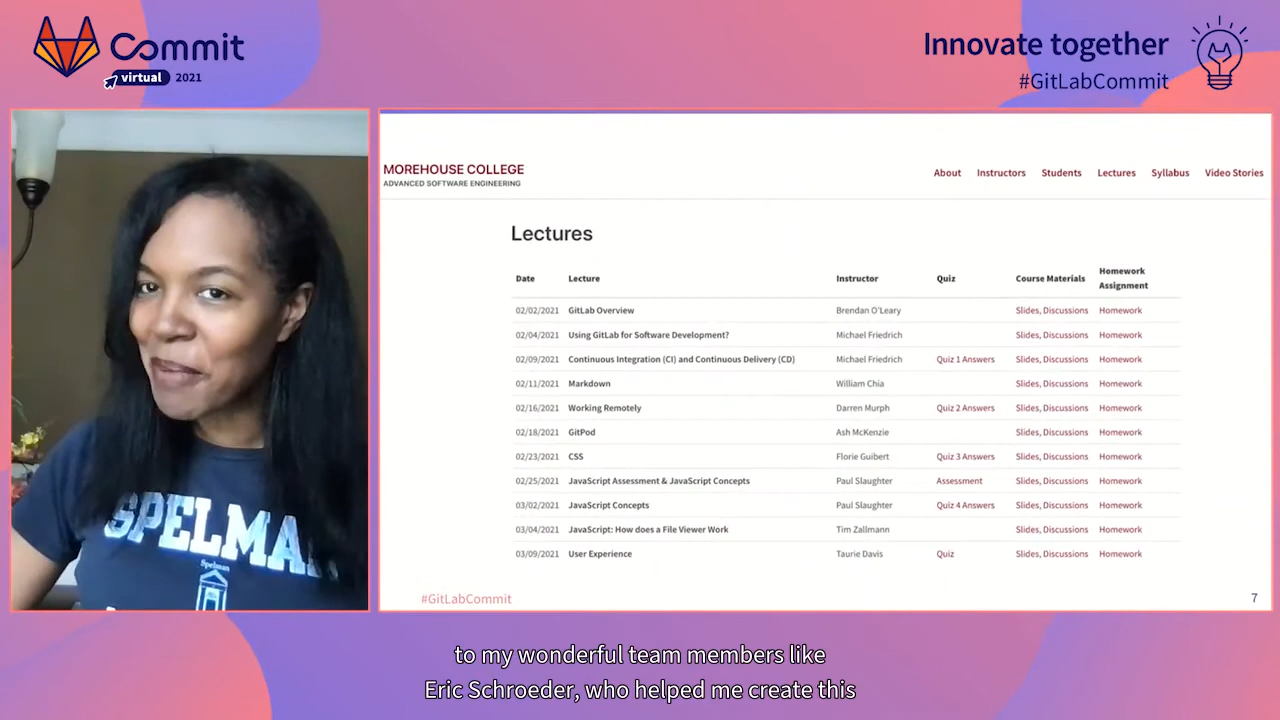 Commit
virtual 2021
Innovate together
#GitLabCommit
SPELMA
Spelman
MOREHOUSE COLLEGE
ADVANCED SOFTWARE ENGINEERING
About Instructors Students Lectures Syllabus Video Stories
Lectures
Date Lecture Instructor Quiz Course Materials Homework Assignment
02/02/2021 GitLab Overview Brendan O'Leary Slides, Discussions Homework
02/04/2021 Using GitLab for Software Development? Michael Friedrich Slides, Discussions Homework
02/09/2021 Continuous Integration (CI) and Continuous Delivery (CD) Michael Friedrich Quiz 1 Answers Slides, Discussions Homework
02/11/2021 Markdown William Chia Slides, Discussions Homework
02/16/2021 Working Remotely Darren Murph Quiz 2 Answers Slides, Discussions Homework
02/18/2021 GitPod Ash McKenzie Slides, Discussions Homework
02/23/2021 CSS Florie Guibert Quiz 3 Answers Slides, Discussions Homework
02/25/2021 JavaScript Assessment & JavaScript Concepts Paul Slaughter Assessment Slides, Discussions Homework
03/02/2021 JavaScript Concepts Paul Slaughter Quiz 4 Answers Slides, Discussions Homework
03/04/2021 JavaScript: How does a File Viewer Work Tim Zallmann Slides, Discussions Homework
03/09/2021 User Experience Taurie Davis Quiz Slides, Discussions Homework
#GitLabCommit 7
to my wonderful team members like
Eric Schroeder, who helped me create this